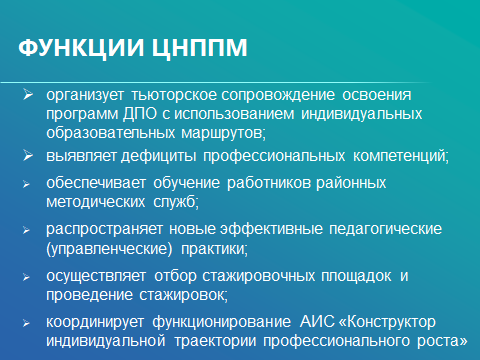 ФУНКЦИИ ЦНППМ
➢ организует тьюторское сопровождение освоения
программ ДПО с использованием индивидуальных
образовательных маршрутов;
➢ выявляет дефициты профессиональных компетенций;
➢ обеспечивает обучение работников районных
методических служб;
➢ распространяет новые эффективные педагогические
(управленческие) практики;
➢ осуществляет отбор стажировочных площадок и
проведение стажировок;
➢ координирует функционирование АИС «Конструктор
индивидуальной траектории профессионального роста»